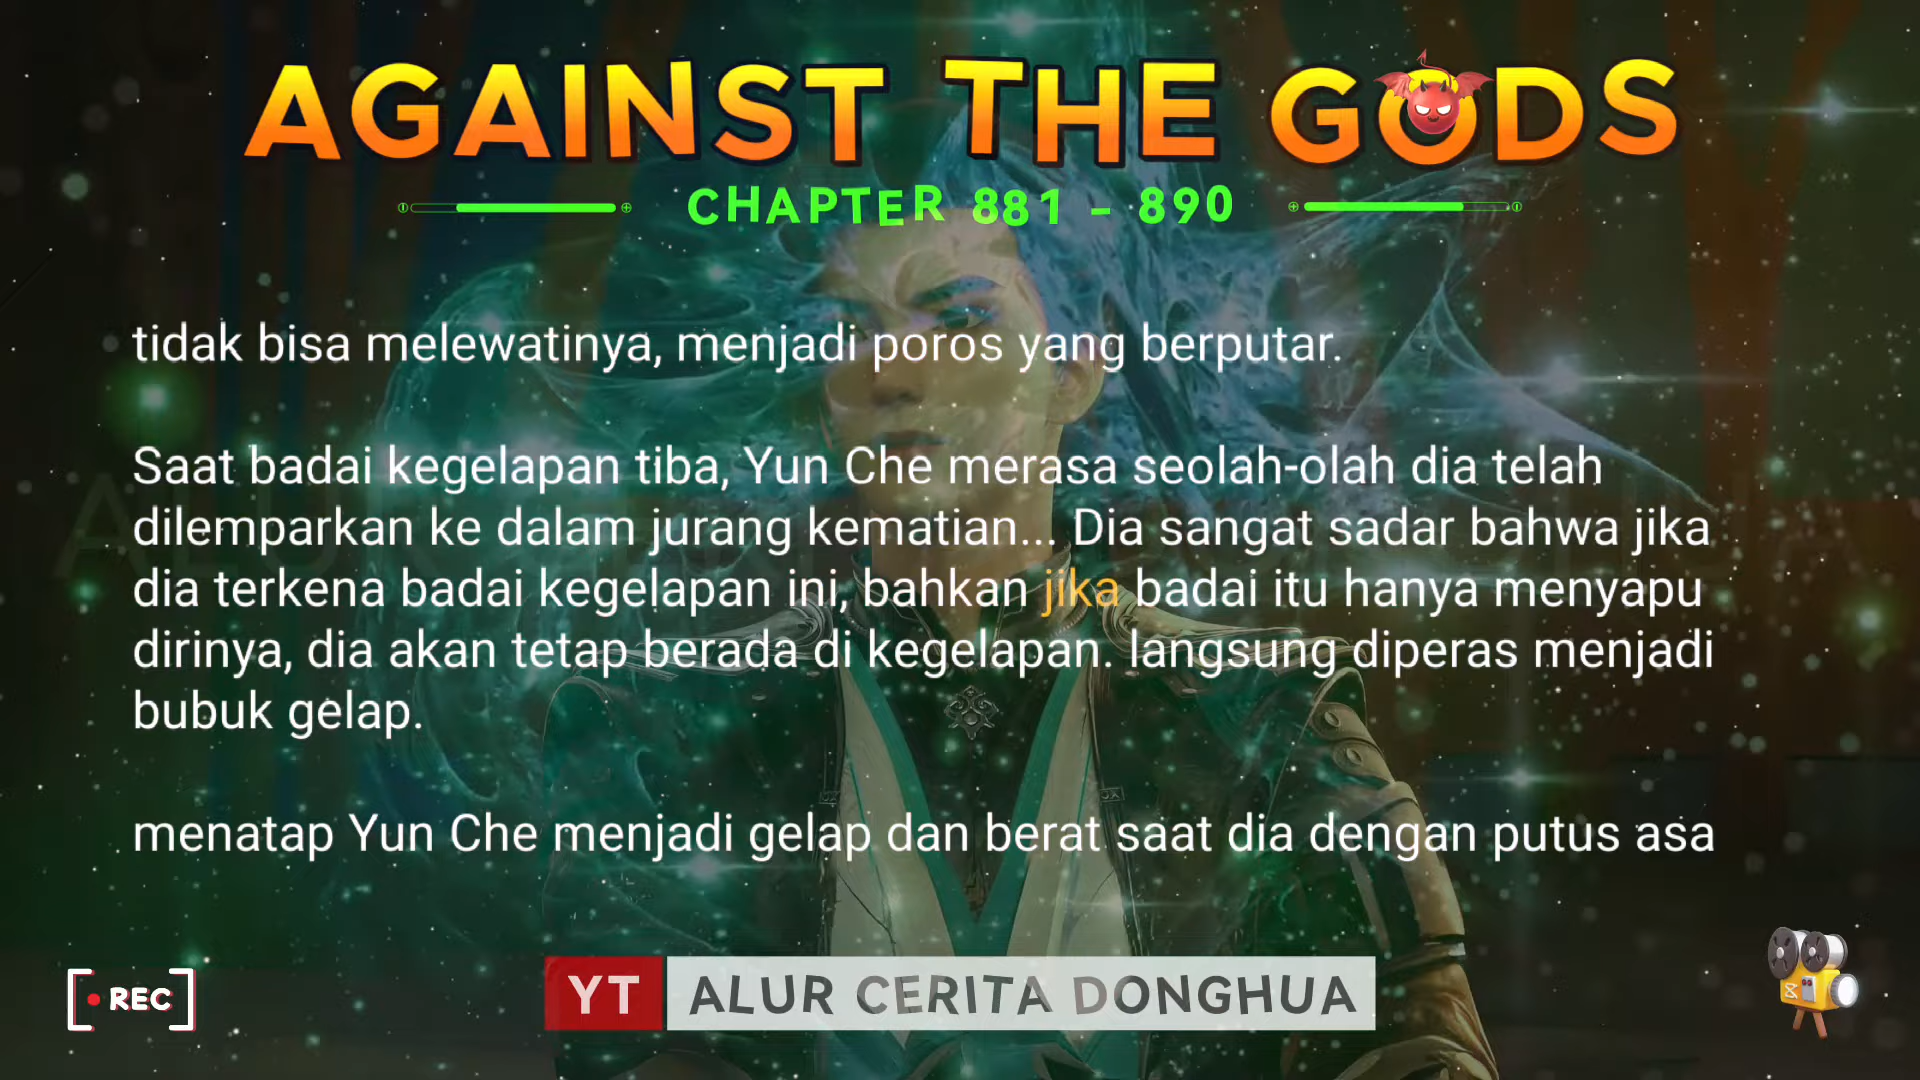 AGAINST THE GODS
CHAPTER 881 - 890
tidak bisa melewatinya, menjadi poros yang berputar.
Saat badai kegelapan tiba, Yun Che merasa seolah-olah dia telah
dilemparkan ke dalam jurang kematian... Dia sangat sadar bahwa jika
dia terkena badai kegelapan ini, bahkan jika badai itu hanya menyapu
dirinya, dia akan tetap berada di kegelapan. langsung diperas menjadi
bubuk gelap.
menatap Yun Che menjadi gelap dan berat saat dia dengan putus asa
REC
YT ALUR CERITA DONGHUA